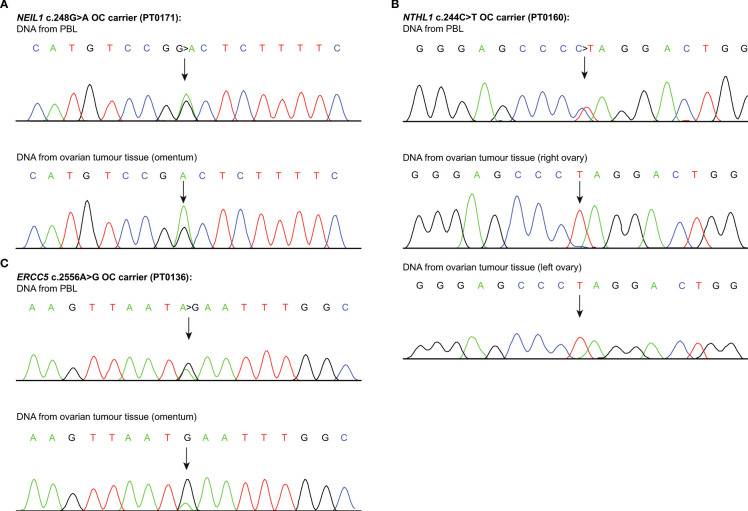 A
NEIL1 c.248G>A OC carrier (PT0171):
DNA from PBL
C A T G T C C G G>A C T C T T T T C
DNA from ovarian tumour tissue (omentum)
C A T G T C C G A C T C T T T T C
B
NTHL1 c.244C>T OC carrier (PT0160):
DNA from PBL
G G G A G C C C C>T A G G A C T G G
DNA from ovarian tumour tissue (right ovary)
G G G A G C C C T A G G A C T G G
DNA from ovarian tumour tissue (left ovary)
G G G A G C C C T A G G A C T G G
C
ERCC5 c.2556A>G OC carrier (PT0136):
DNA from PBL
A A G T T A A T A>G A A T T T G G C
DNA from ovarian tumour tissue (omentum)
A A G T T A A T G A A T T T G G C